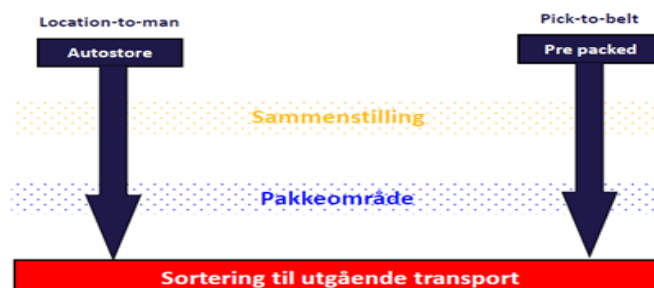 Location-to-man
Pick-to-belt
Autostore
Pre packed
Sammenstilling
Pakkeområde
Sortering til utgående transport